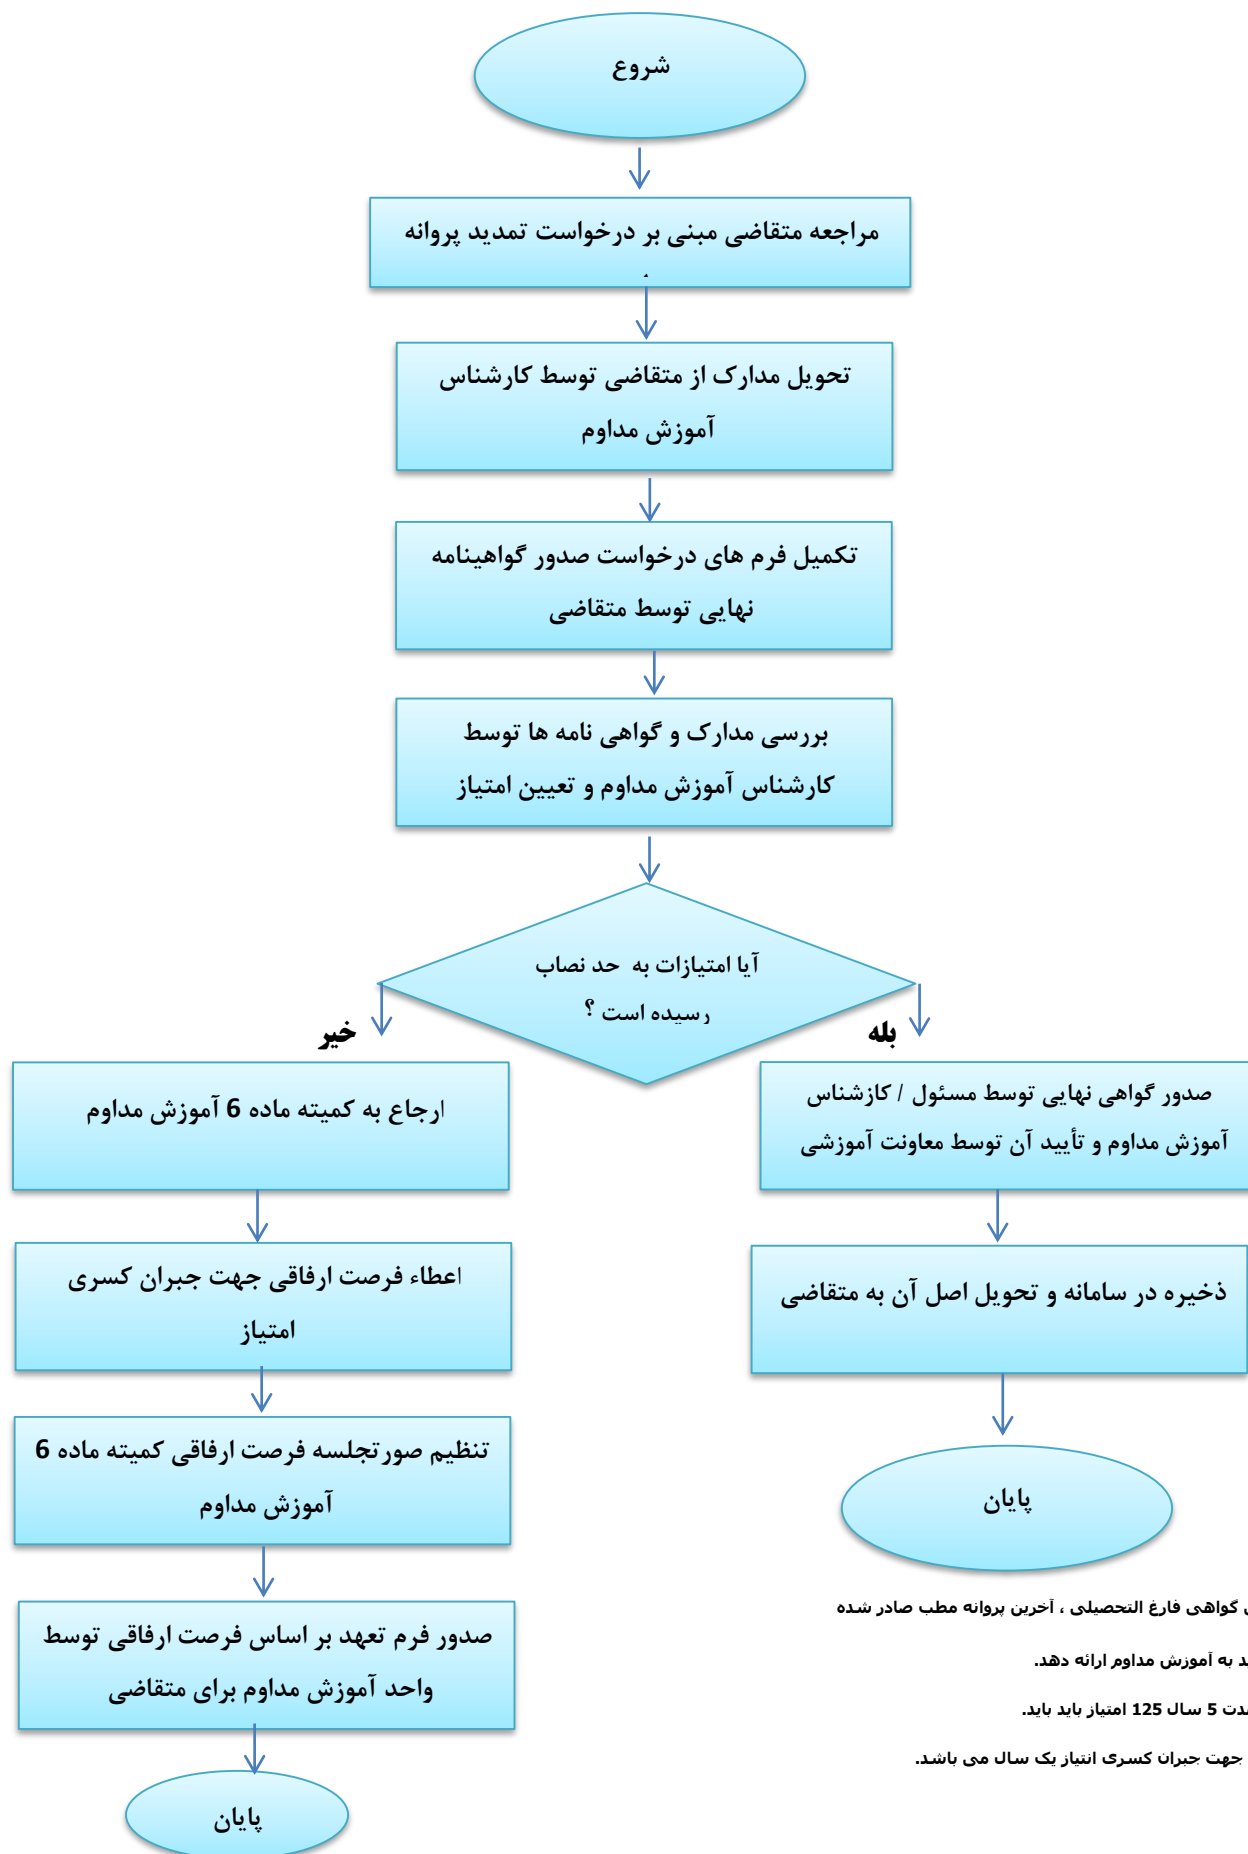 شروع
مراجعه متقاضی مبنی بر درخواست تمدید پروانه
تحویل مدارک از متقاضی توسط کارشناس
آموزش مداوم
تکمیل فرم های درخواست صدور گواهینامه
نهایی توسط متقاضی
بررسی مدارک و گواهی نامه ها توسط
کارشناس آموزش مداوم و تعیین امتیاز
آیا امتیازات به حد نصاب
رسیده است ؟
بله
خیر
صدور گواهی نهایی توسط مسئول / کازشناس
آموزش مداوم و تأیید آن توسط معاونت آموزشی
ذخیره در سامانه و تحویل اصل آن به متقاضی
پایان
ارجاع به کمیته ماده 6 آموزش مداوم
اعطاء فرصت ارفاقی جهت جبران کسری
امتیاز
تنظیم صورتجلسه فرصت ارفاقی کمیته ماده 6
آموزش مداوم
صدور فرم تعهد بر اساس فرصت ارفاقی توسط
واحد آموزش مداوم برای متقاضی
پایان
گواهی فارغ التحصیلی ، آخرین پروانه مطب صادر شده
به آموزش مداوم ارائه دهد.
5 سال 125 امتیاز باید باید.
جهت جبران کسری انتیاز یک سال می باشد.